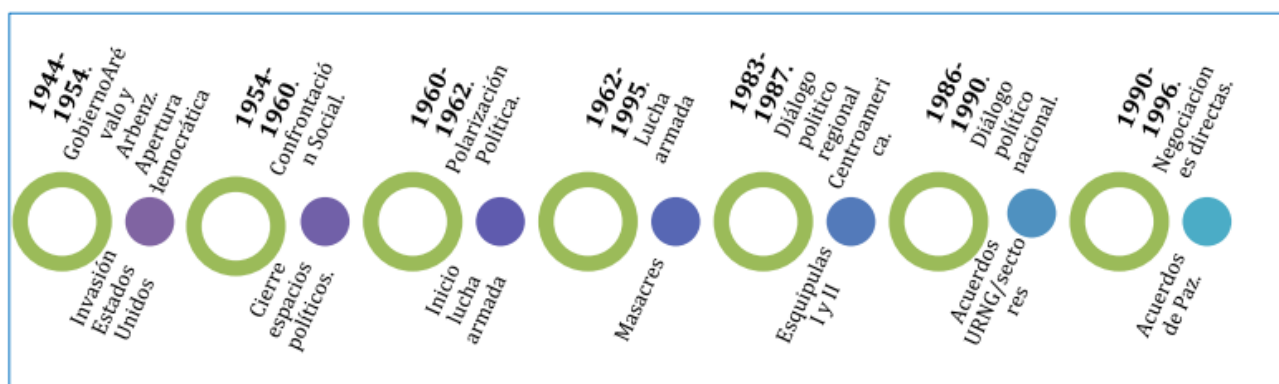 1944-
1954.
GobiernoAré
valo y
Arbenz.
Apertura
democrática
Invasión
Estados
Unidos
1954-
1960.
Confrontació
n Social.
Cierre
espacios
políticos.
1960-
1962.
Polarización
Política.
Inicio
lucha
armada
1962-
1995.
Lucha
armada
Masacres
1983-
1987.
Diálogo
politico
regional
Centroameri
ca.
Esquipulas
I y II
1986-
1990.
Diálogo
político
nacional.
Acuerdos
URNG/secto
res
1990-
1996.
Negociacion
es directas.
Acuerdos
de Paz.